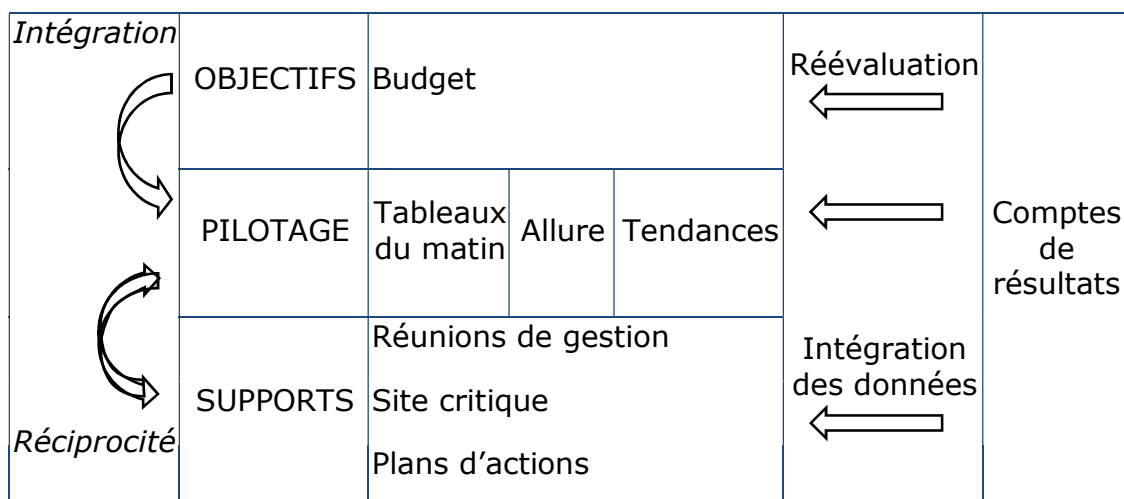 Intégration
OBJECTIFS
Budget
Réévaluation
PILOTAGE
Tableaux
du matin
Allure
Tendances
Comptes
de
résultats
Réciprocité
SUPPORTS
Réunions de gestion
Site critique
Plans d’actions
Intégration
des données